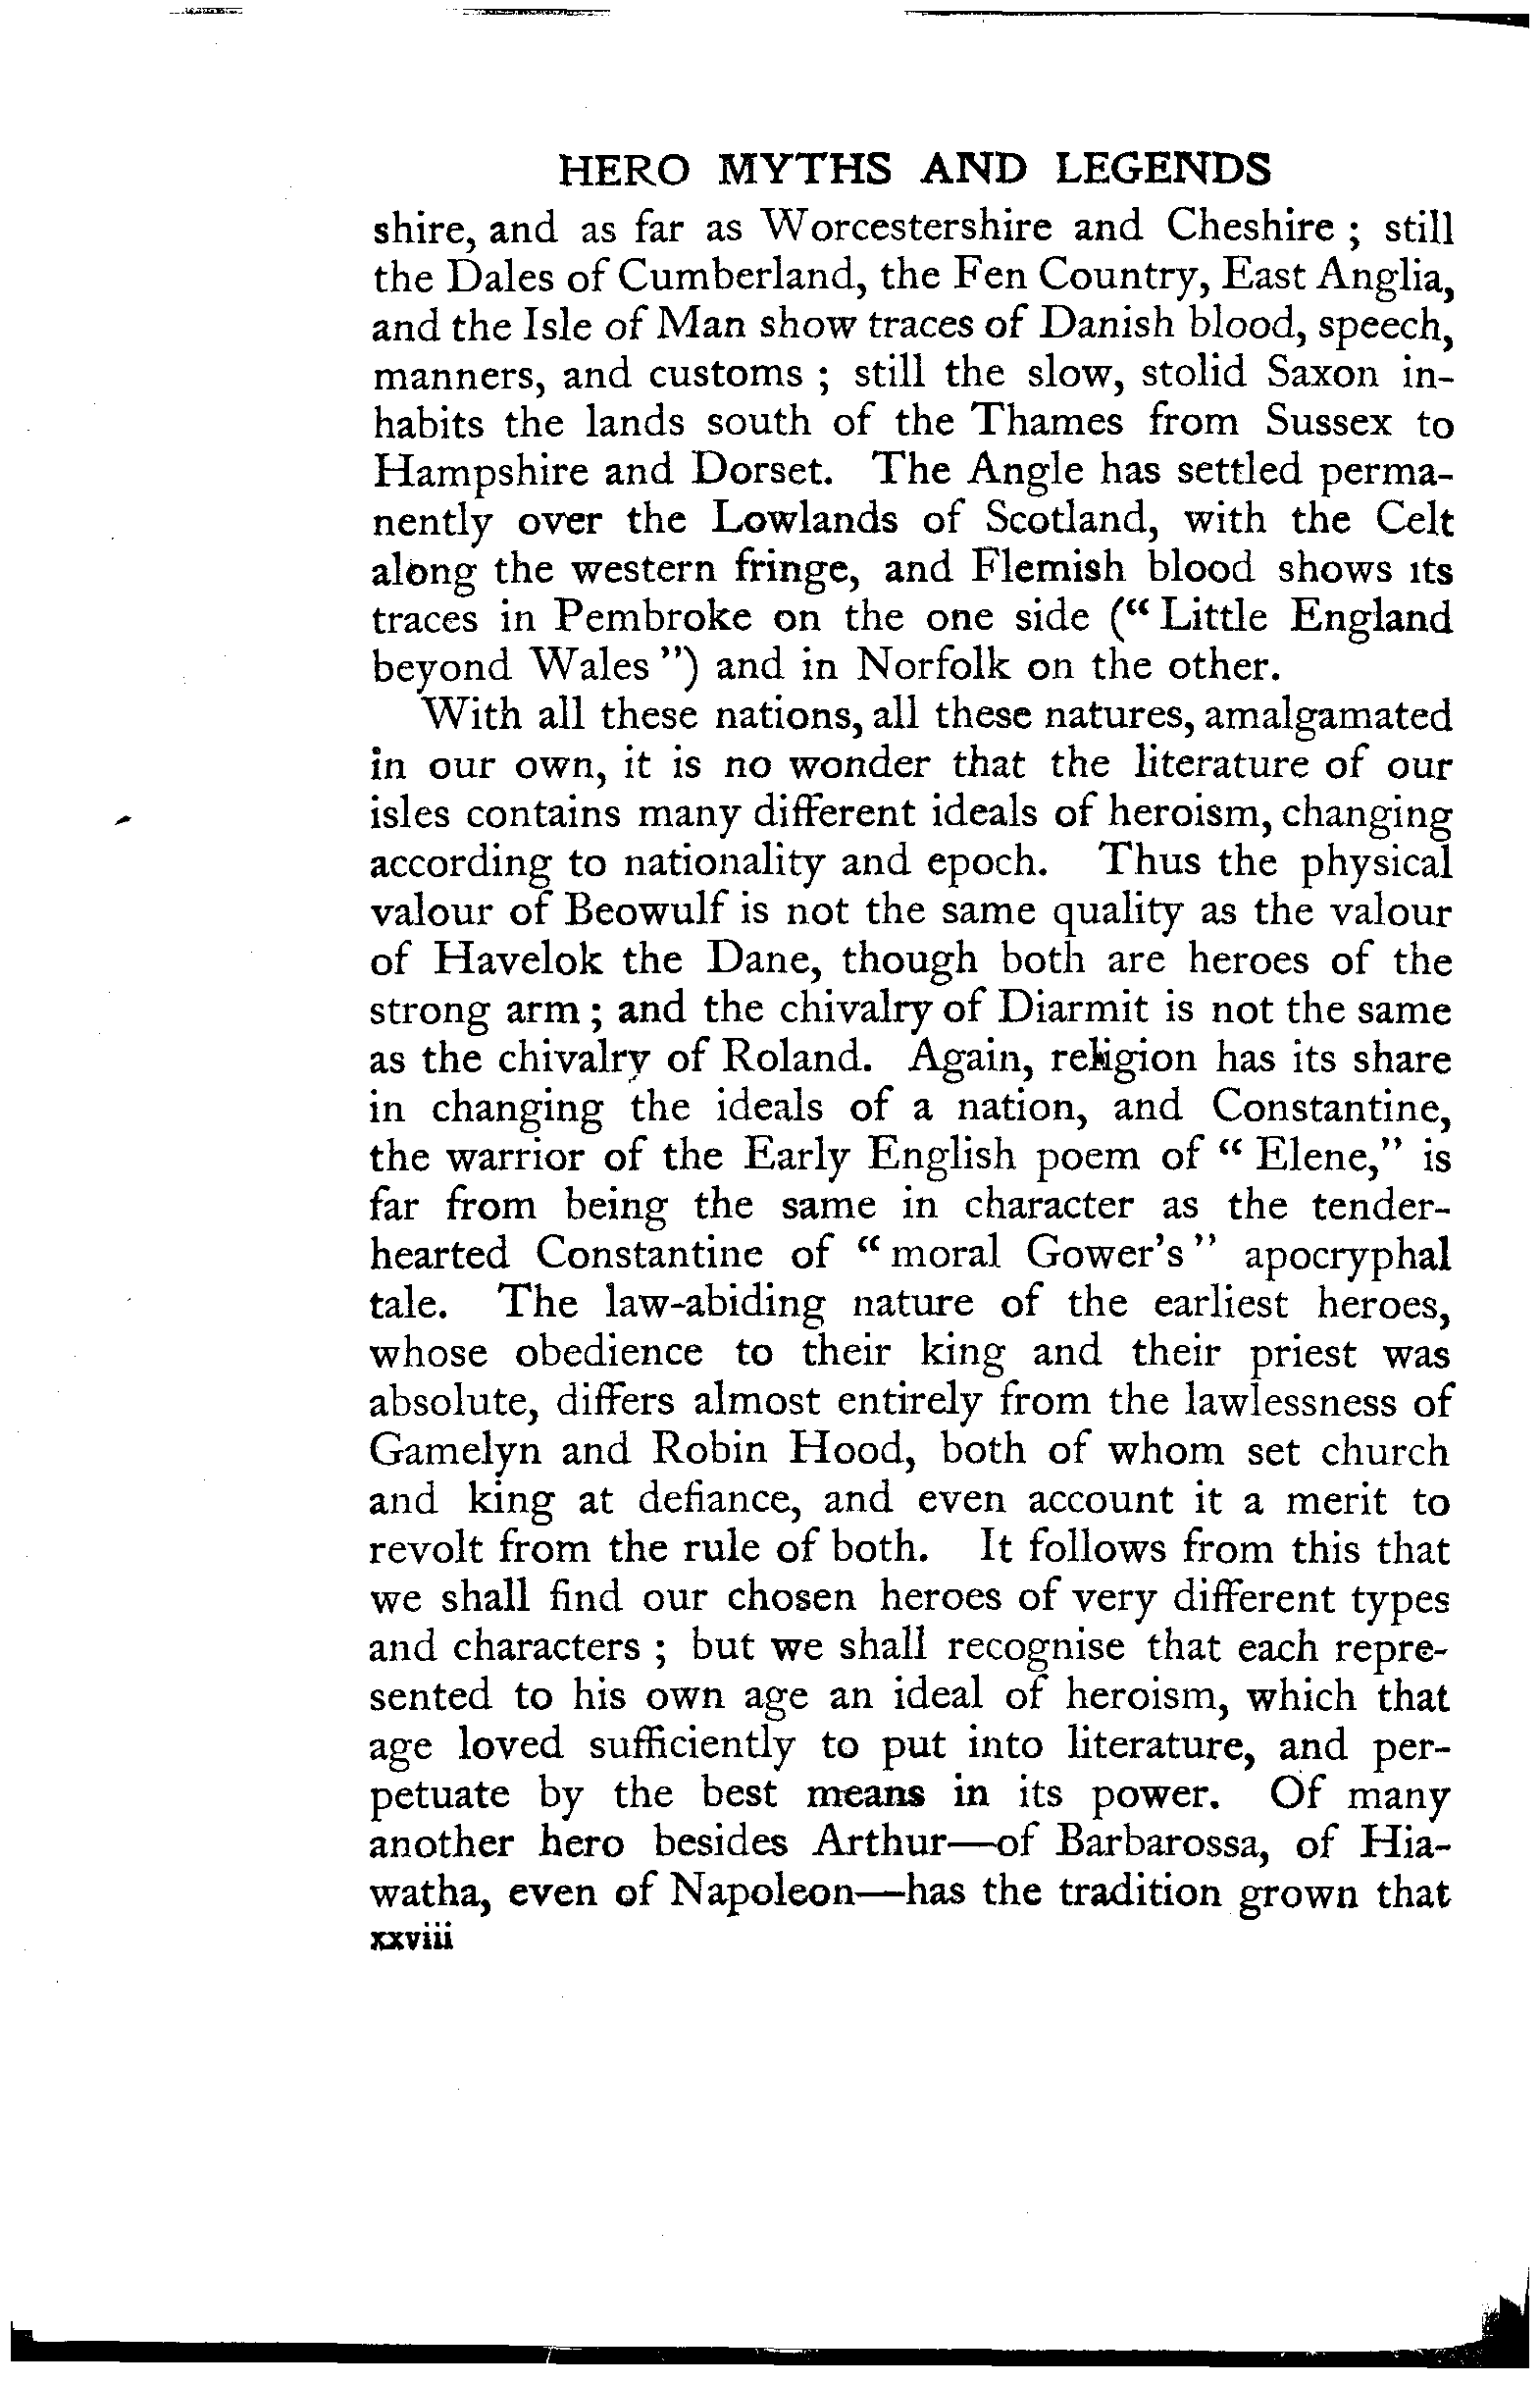 HERO MYTHS AND LEGENDS
shire, and as far as Worcestershire and Cheshire ; still
the Dales of Cumberland, the Fen Country, East Anglia,
and the Isle of Man show traces of Danish blood, speech,
manners, and customs ; still the slow, stolid Saxon in-
habits the lands south of the Thames from Sussex to
Hampshire and Dorset. The Angle has settled perma-
nently over the Lowlands of Scotland, with the Celt
along the western fringe, and Flemish blood shows its
traces in Pembroke on the one side (“ Little England
beyond Wales ”) and in Norfolk on the other.
With all these nations, all these natures, amalgamated
in our own, it is no wonder that the literature of our
isles contains many different ideals of heroism, changing
according to nationality and epoch. Thus the physical
valour of Beowulf is not the same quality as the valour
of Havelok the Dane, though both are heroes of the
strong arm ; and the chivalry of Diarmit is not the same
as the chivalry of Roland. Again, religion has its share
in changing the ideals of a nation, and Constantine,
the warrior of the Early English poem of “ Elene,” is
far from being the same in character as the tender-
hearted Constantine of “ moral Gower's ” apocryphal
tale. The law-abiding nature of the earliest heroes,
whose obedience to their king and their priest was
absolute, differs almost entirely from the lawlessness of
Gamelyn and Robin Hood, both of whom set church
and king at defiance, and even account it a merit to
revolt from the rule of both. It follows from this that
we shall find our chosen heroes of very different types
and characters ; but we shall recognise that each repre-
sented to his own age an ideal of heroism, which that
age loved sufficiently to put into literature, and per-
petuate by the best means in its power. Of many
another hero besides Arthur—of Barbarossa, of Hia-
watha, even of Napoleon—has the tradition grown that
xxviii